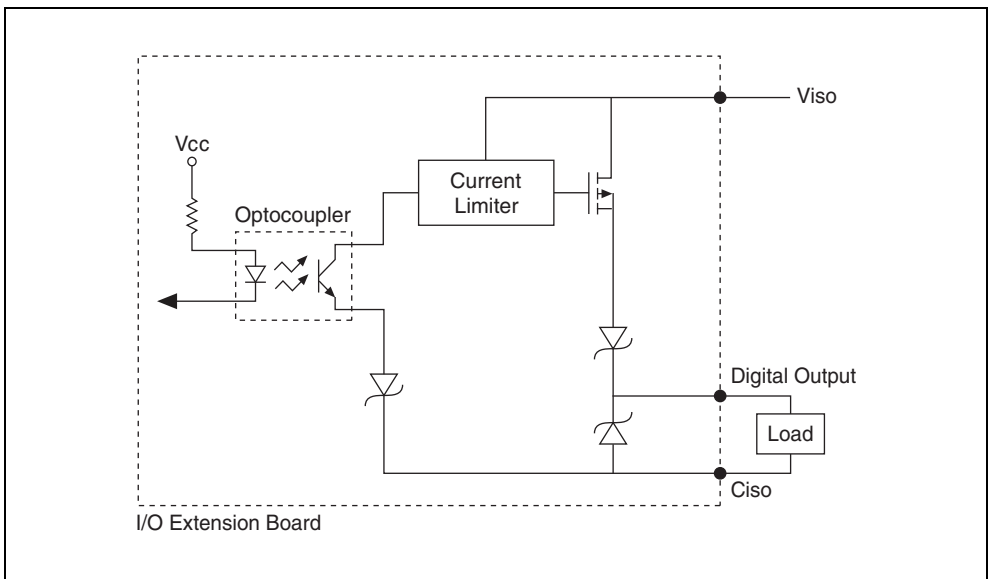 Viso
Vcc
Current
Limiter
Optocoupler
Digital Output
Load
Ciso
I/O Extension Board